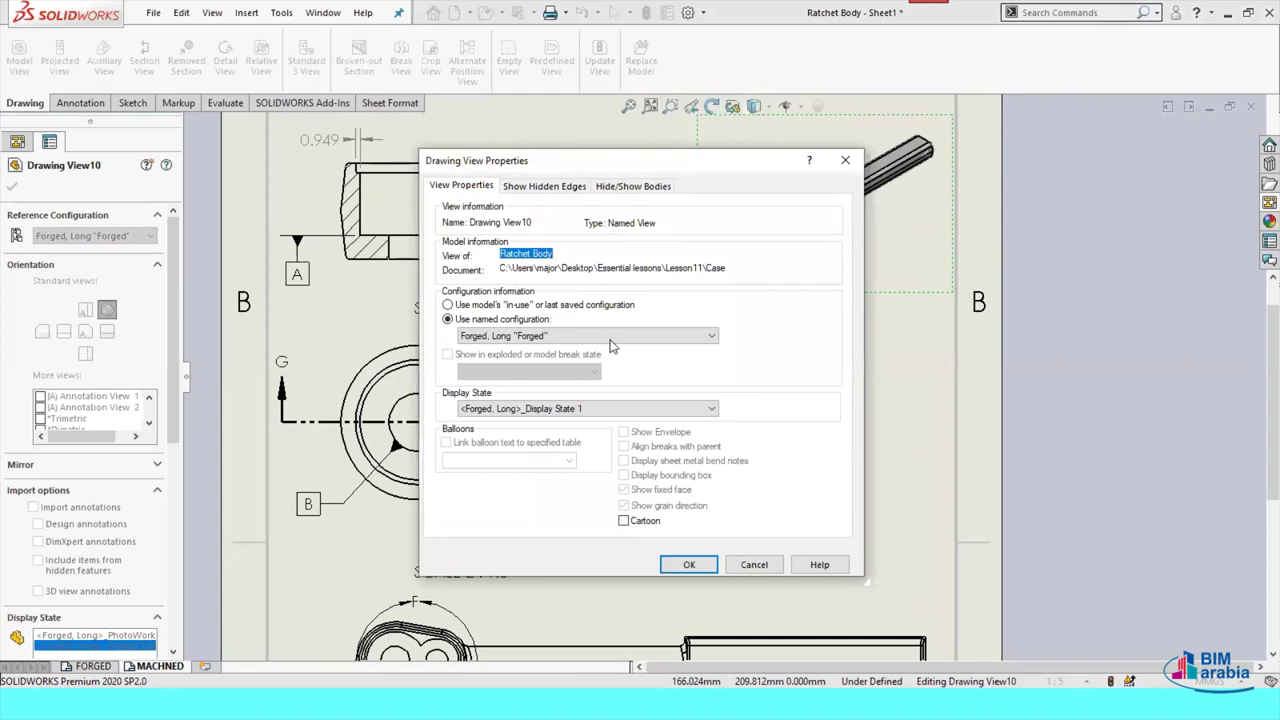 SOLIDWORKS File Edit View Insert Tools Window Help Ratchet Body - Sheet1 * Search Commands
Model View
Projected View
Auxiliary View
Section View
Removed Section
Detail View
Relative View
Standard 3 View
Broken-out Section
Break View
Crop View
Alternate Position View
Empty View
Predefined View
Update View
Replace Model
Drawing Annotation Sketch Markup Evaluate SOLIDWORKS Add-Ins Sheet Format
Drawing View10
Reference Configuration
Forged, Long "Forged"
Orientation
Standard views:
More views:
(A) Annotation View 1
(A) Annotation View 2
*Trimetric
*Dimetric
Mirror
Import options
Import annotations
Design annotations
DimXpert annotations
Include items from hidden features
3D view annotations
Display State
<Forged, Long>_PhotoWork
0.949
A
B
B
G
B
F
Drawing View Properties
View Properties Show Hidden Edges Hide/Show Bodies
View information
Name: Drawing View10 Type: Named View
Model information
View of: Ratchet Body
Document: C:\Users\major\Desktop\Essential lessons\Lesson11\Case
Configuration information
Use model's "in-use" or last saved configuration
Use named configuration:
Forged, Long "Forged"
Show in exploded or model break state
Display State
<Forged, Long>_Display State 1
Balloons
Link balloon text to specified table
Show Envelope
Align breaks with parent
Display sheet metal bend notes
Display bounding box
Show fixed face
Show grain direction
Cartoon
OK Cancel Help
FORGED MACHNED
SOLIDWORKS Premium 2020 SP2.0 166.024mm 209.812mm 0.000mm Under Defined Editing Drawing View10 1:5 MMGS
BIM arabia